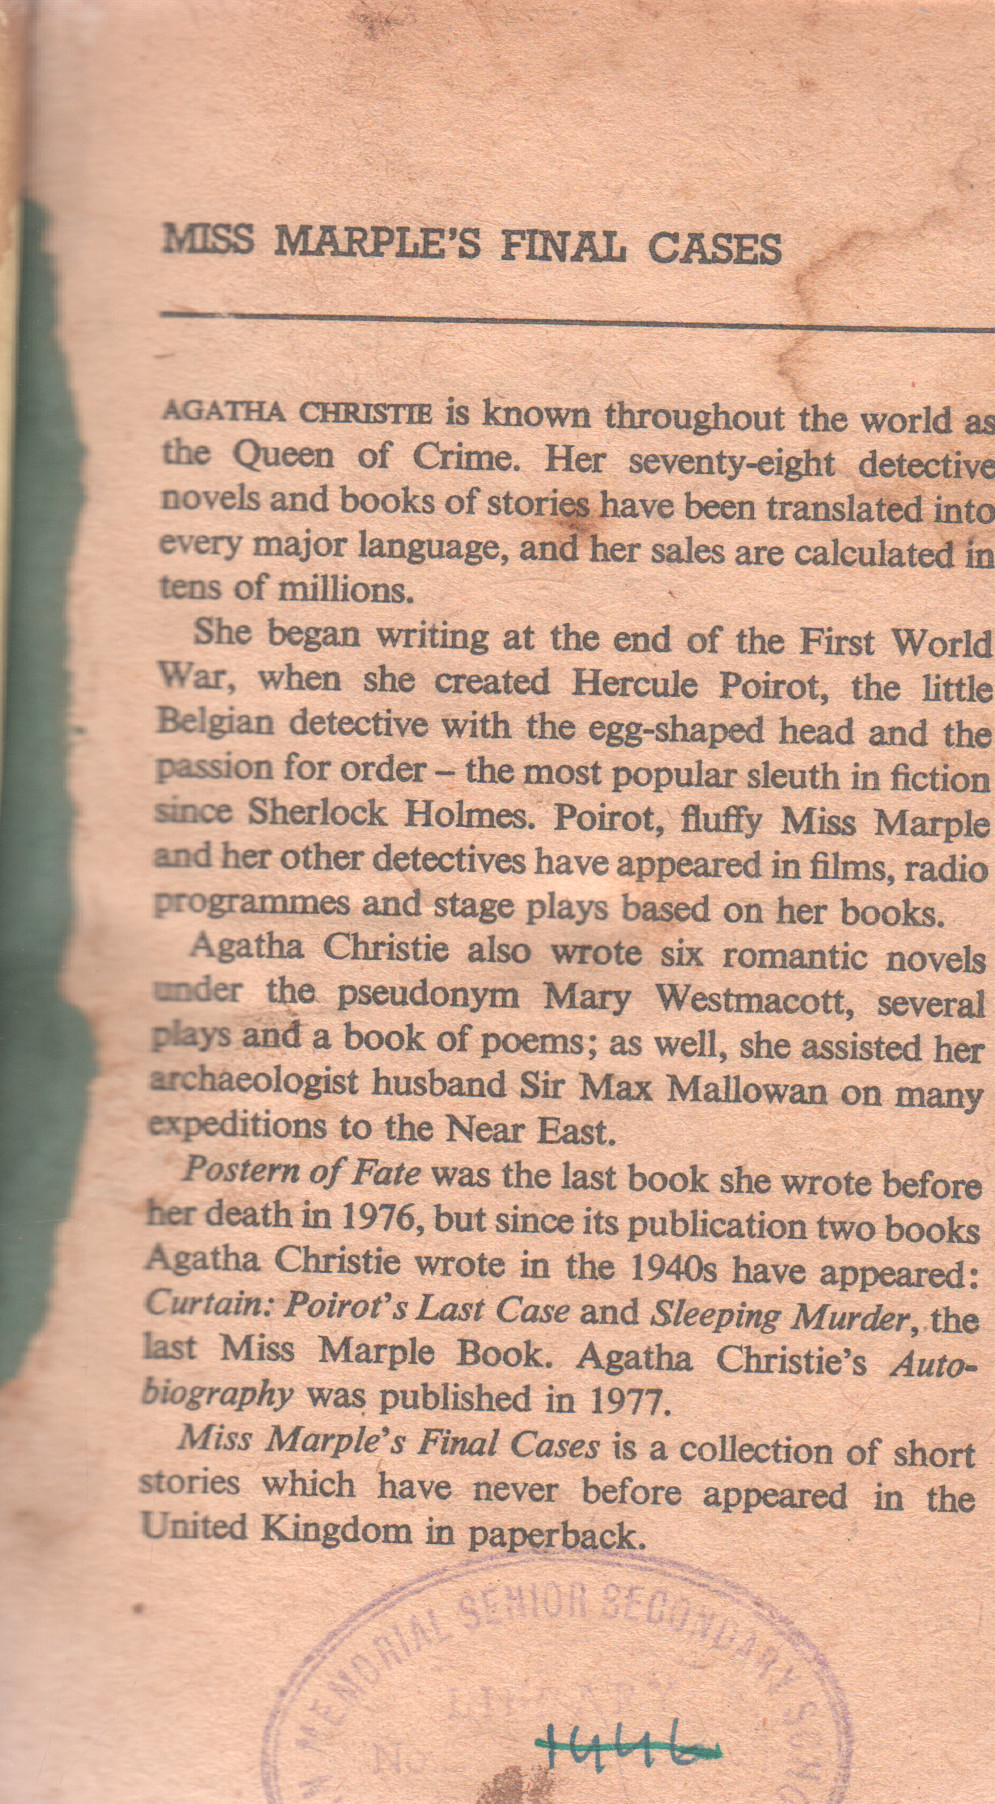 MISS MARPLE'S FINAL CASES
AGATHA CHRISTIE is known throughout the world as
the Queen of Crime. Her seventy-eight detective
novels and books of stories have been translated into
every major language, and her sales are calculated in
tens of millions.
She began writing at the end of the First World
War, when she created Hercule Poirot, the little
Belgian detective with the egg-shaped head and the
passion for order – the most popular sleuth in fiction
since Sherlock Holmes. Poirot, fluffy Miss Marple
and her other detectives have appeared in films, radio
programmes and stage plays based on her books.
Agatha Christie also wrote six romantic novels
under the pseudonym Mary Westmacott, several
plays and a book of poems; as well, she assisted her
archaeologist husband Sir Max Mallowan on many
expeditions to the Near East.
Postern of Fate was the last book she wrote before
her death in 1976, but since its publication two books
Agatha Christie wrote in the 1940s have appeared:
Curtain: Poirot's Last Case and Sleeping Murder, the
last Miss Marple Book. Agatha Christie's Auto-
biography was published in 1977.
Miss Marple's Final Cases is a collection of short
stories which have never before appeared in the
United Kingdom in paperback.
MEMORIAL SENIOR SECONDARY
LIBRARY
No.
1446